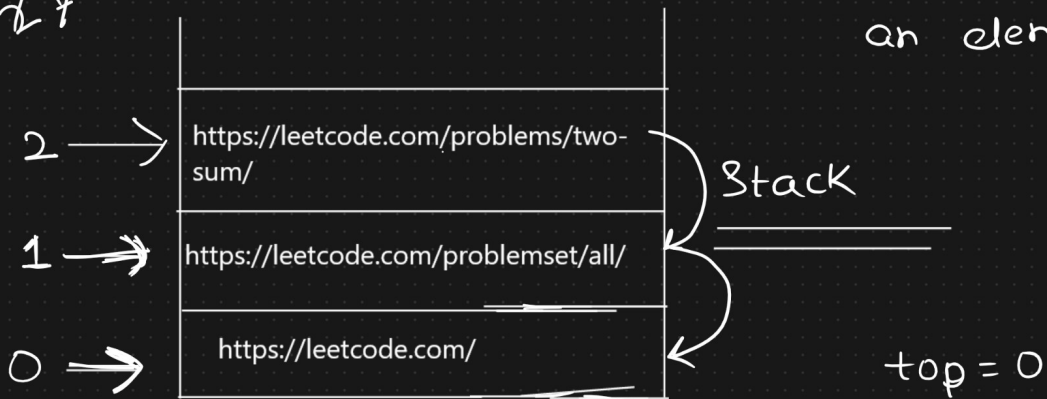 an
2
https://leetcode.com/problems/two-
sum/
Stack
1
https://leetcode.com/problemset/all/
0
https://leetcode.com/
top = 0